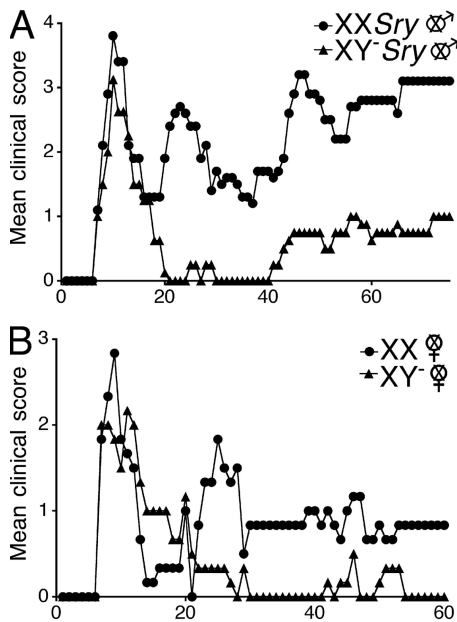 A
XXSry ⚥♂
XY⁻Sry ⚥♂
Mean clinical score
4
3
2
1
0
0 20 40 60
B
XX ♀
XY⁻ ♀
Mean clinical score
3
2
1
0
0 20 40 60